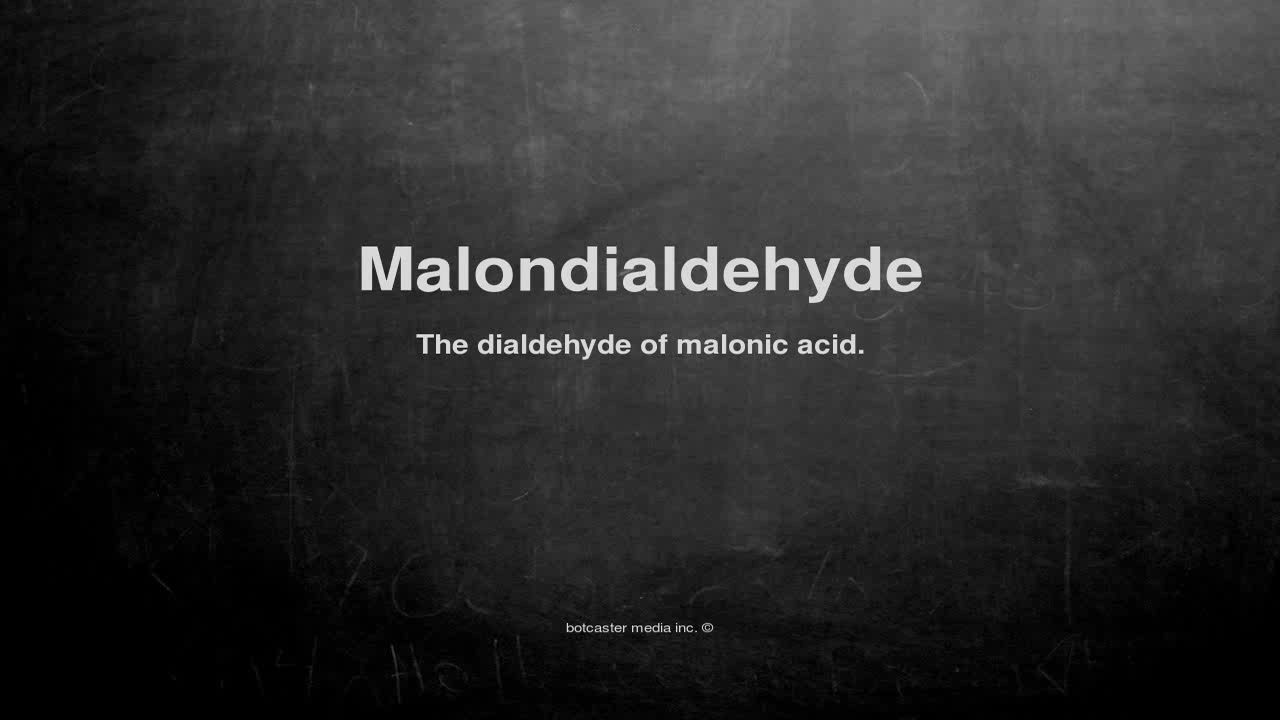 Malondialdehyde
The dialdehyde of malonic acid.
botcaster media inc. ©